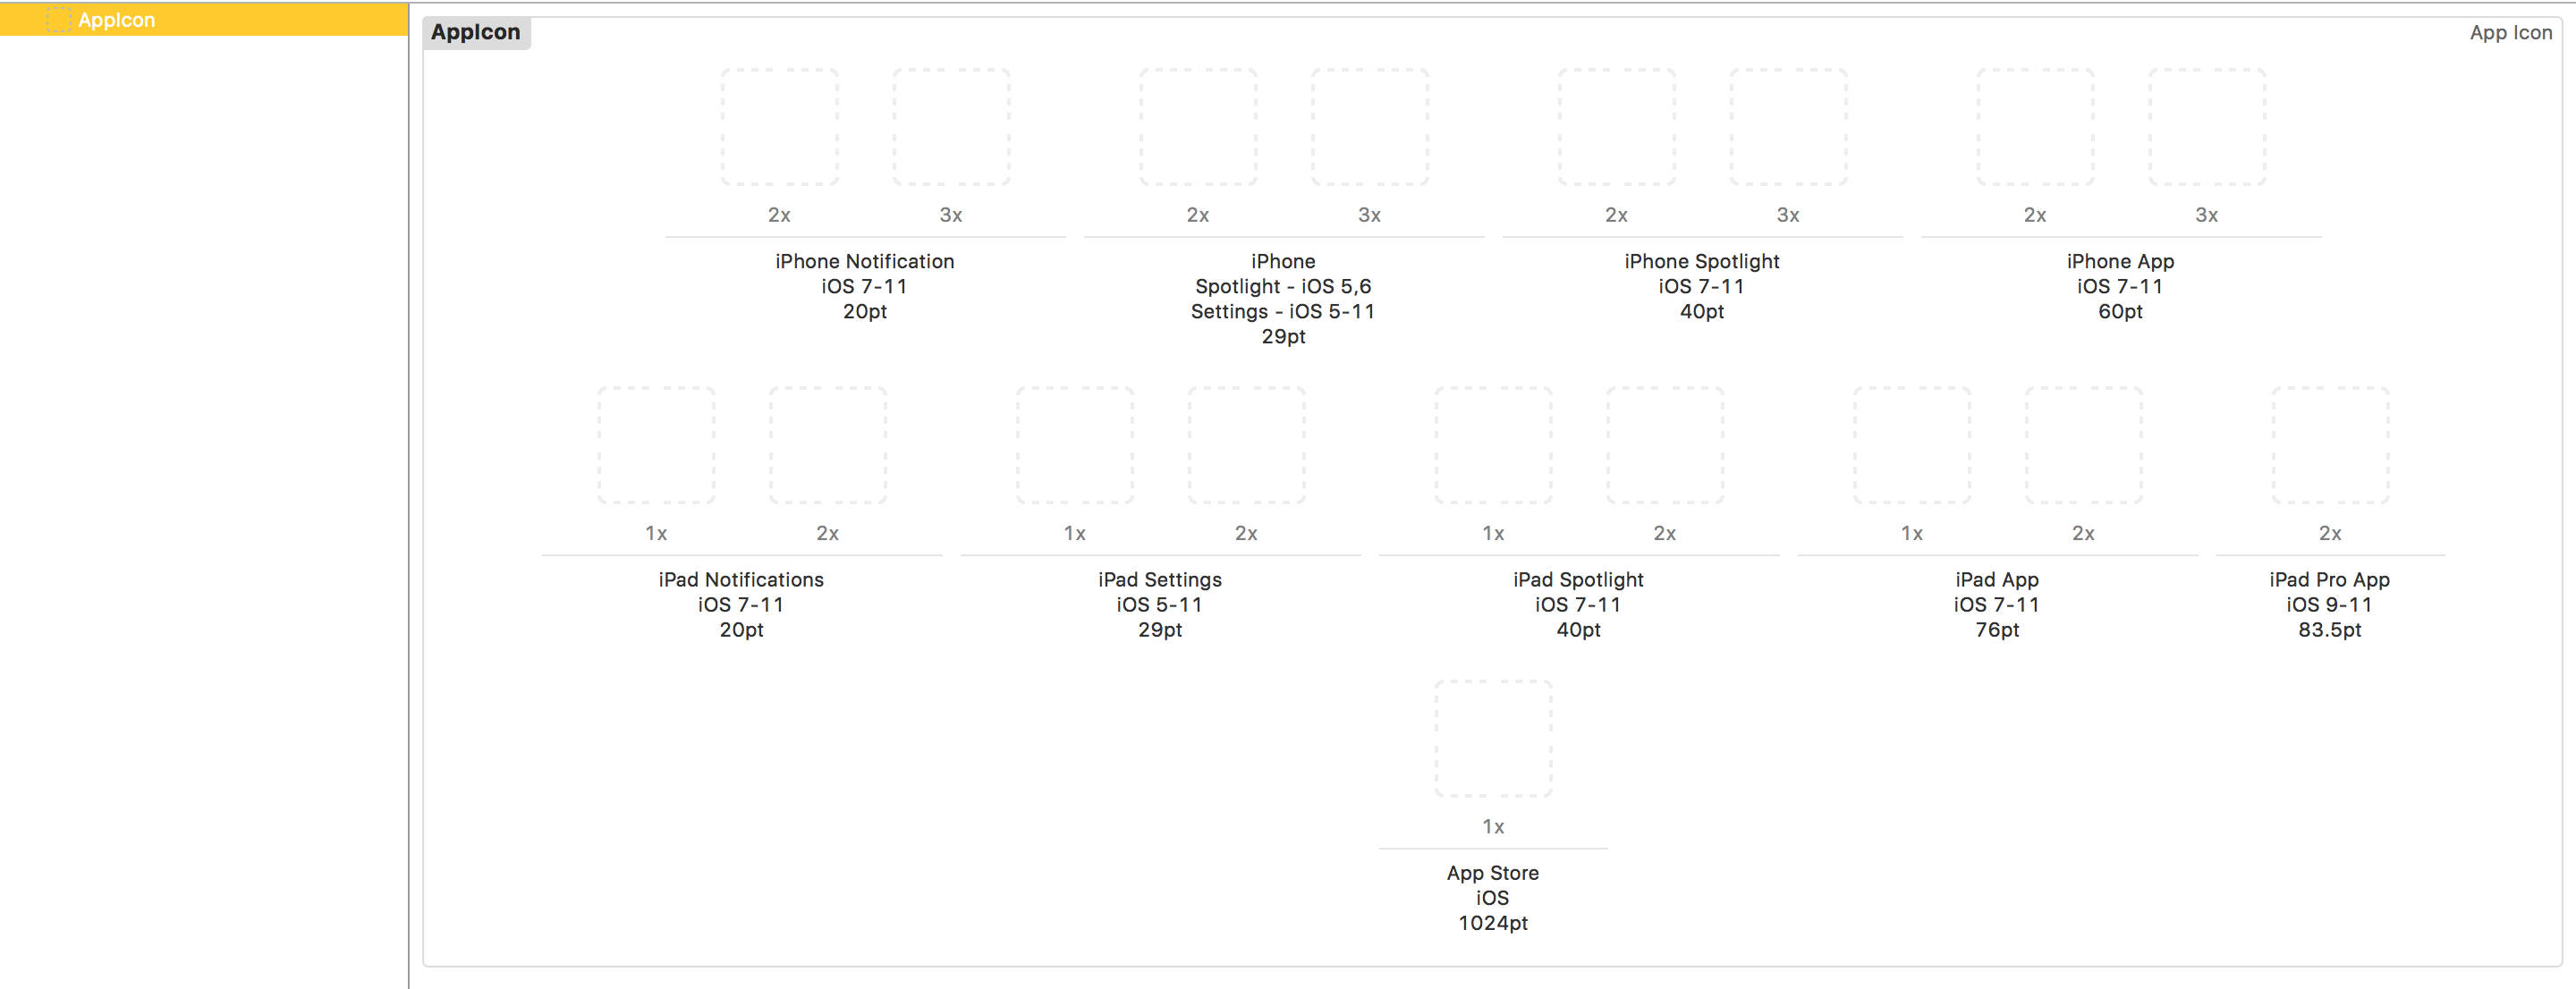 AppIcon
AppIcon
App Icon
2x 3x 2x 3x 2x 3x 2x 3x
iPhone Notification
iOS 7-11
20pt
iPhone
Spotlight - iOS 5,6
Settings - iOS 5-11
29pt
iPhone Spotlight
iOS 7-11
40pt
iPhone App
iOS 7-11
60pt
1x 2x 1x 2x 1x 2x 1x 2x 2x
iPad Notifications
iOS 7-11
20pt
iPad Settings
iOS 5-11
29pt
iPad Spotlight
iOS 7-11
40pt
iPad App
iOS 7-11
76pt
iPad Pro App
iOS 9-11
83.5pt
1x
App Store
iOS
1024pt